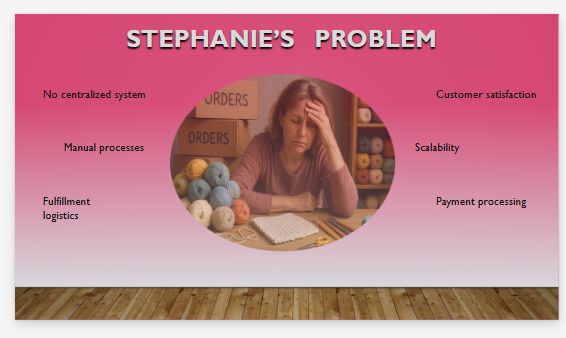 STEPHANIE'S PROBLEM
No centralized system
Customer satisfaction
ORDERS
ORDERS
Manual processes
Scalability
Fulfillment
logistics
Payment processing